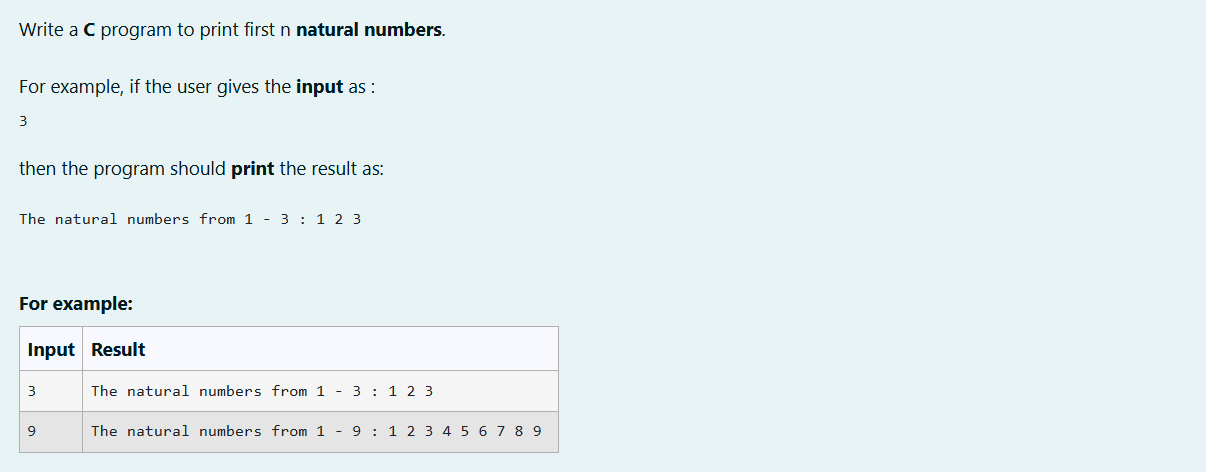 Write a C program to print first n natural numbers.
For example, if the user gives the input as :
3
then the program should print the result as:
The natural numbers from 1 - 3 : 1 2 3
For example:
Input Result
3 The natural numbers from 1 - 3 : 1 2 3
9 The natural numbers from 1 - 9 : 1 2 3 4 5 6 7 8 9